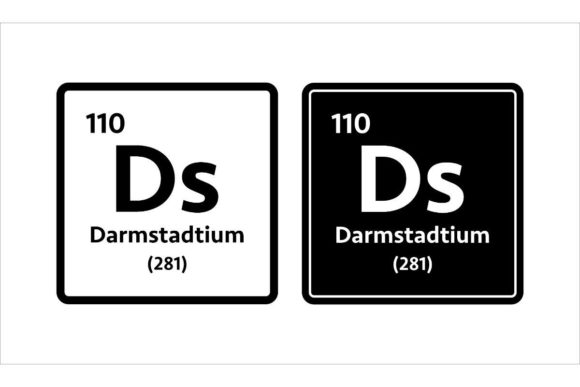 110
Ds
Darmstadtium
(281)
110
Ds
Darmstadtium
(281)